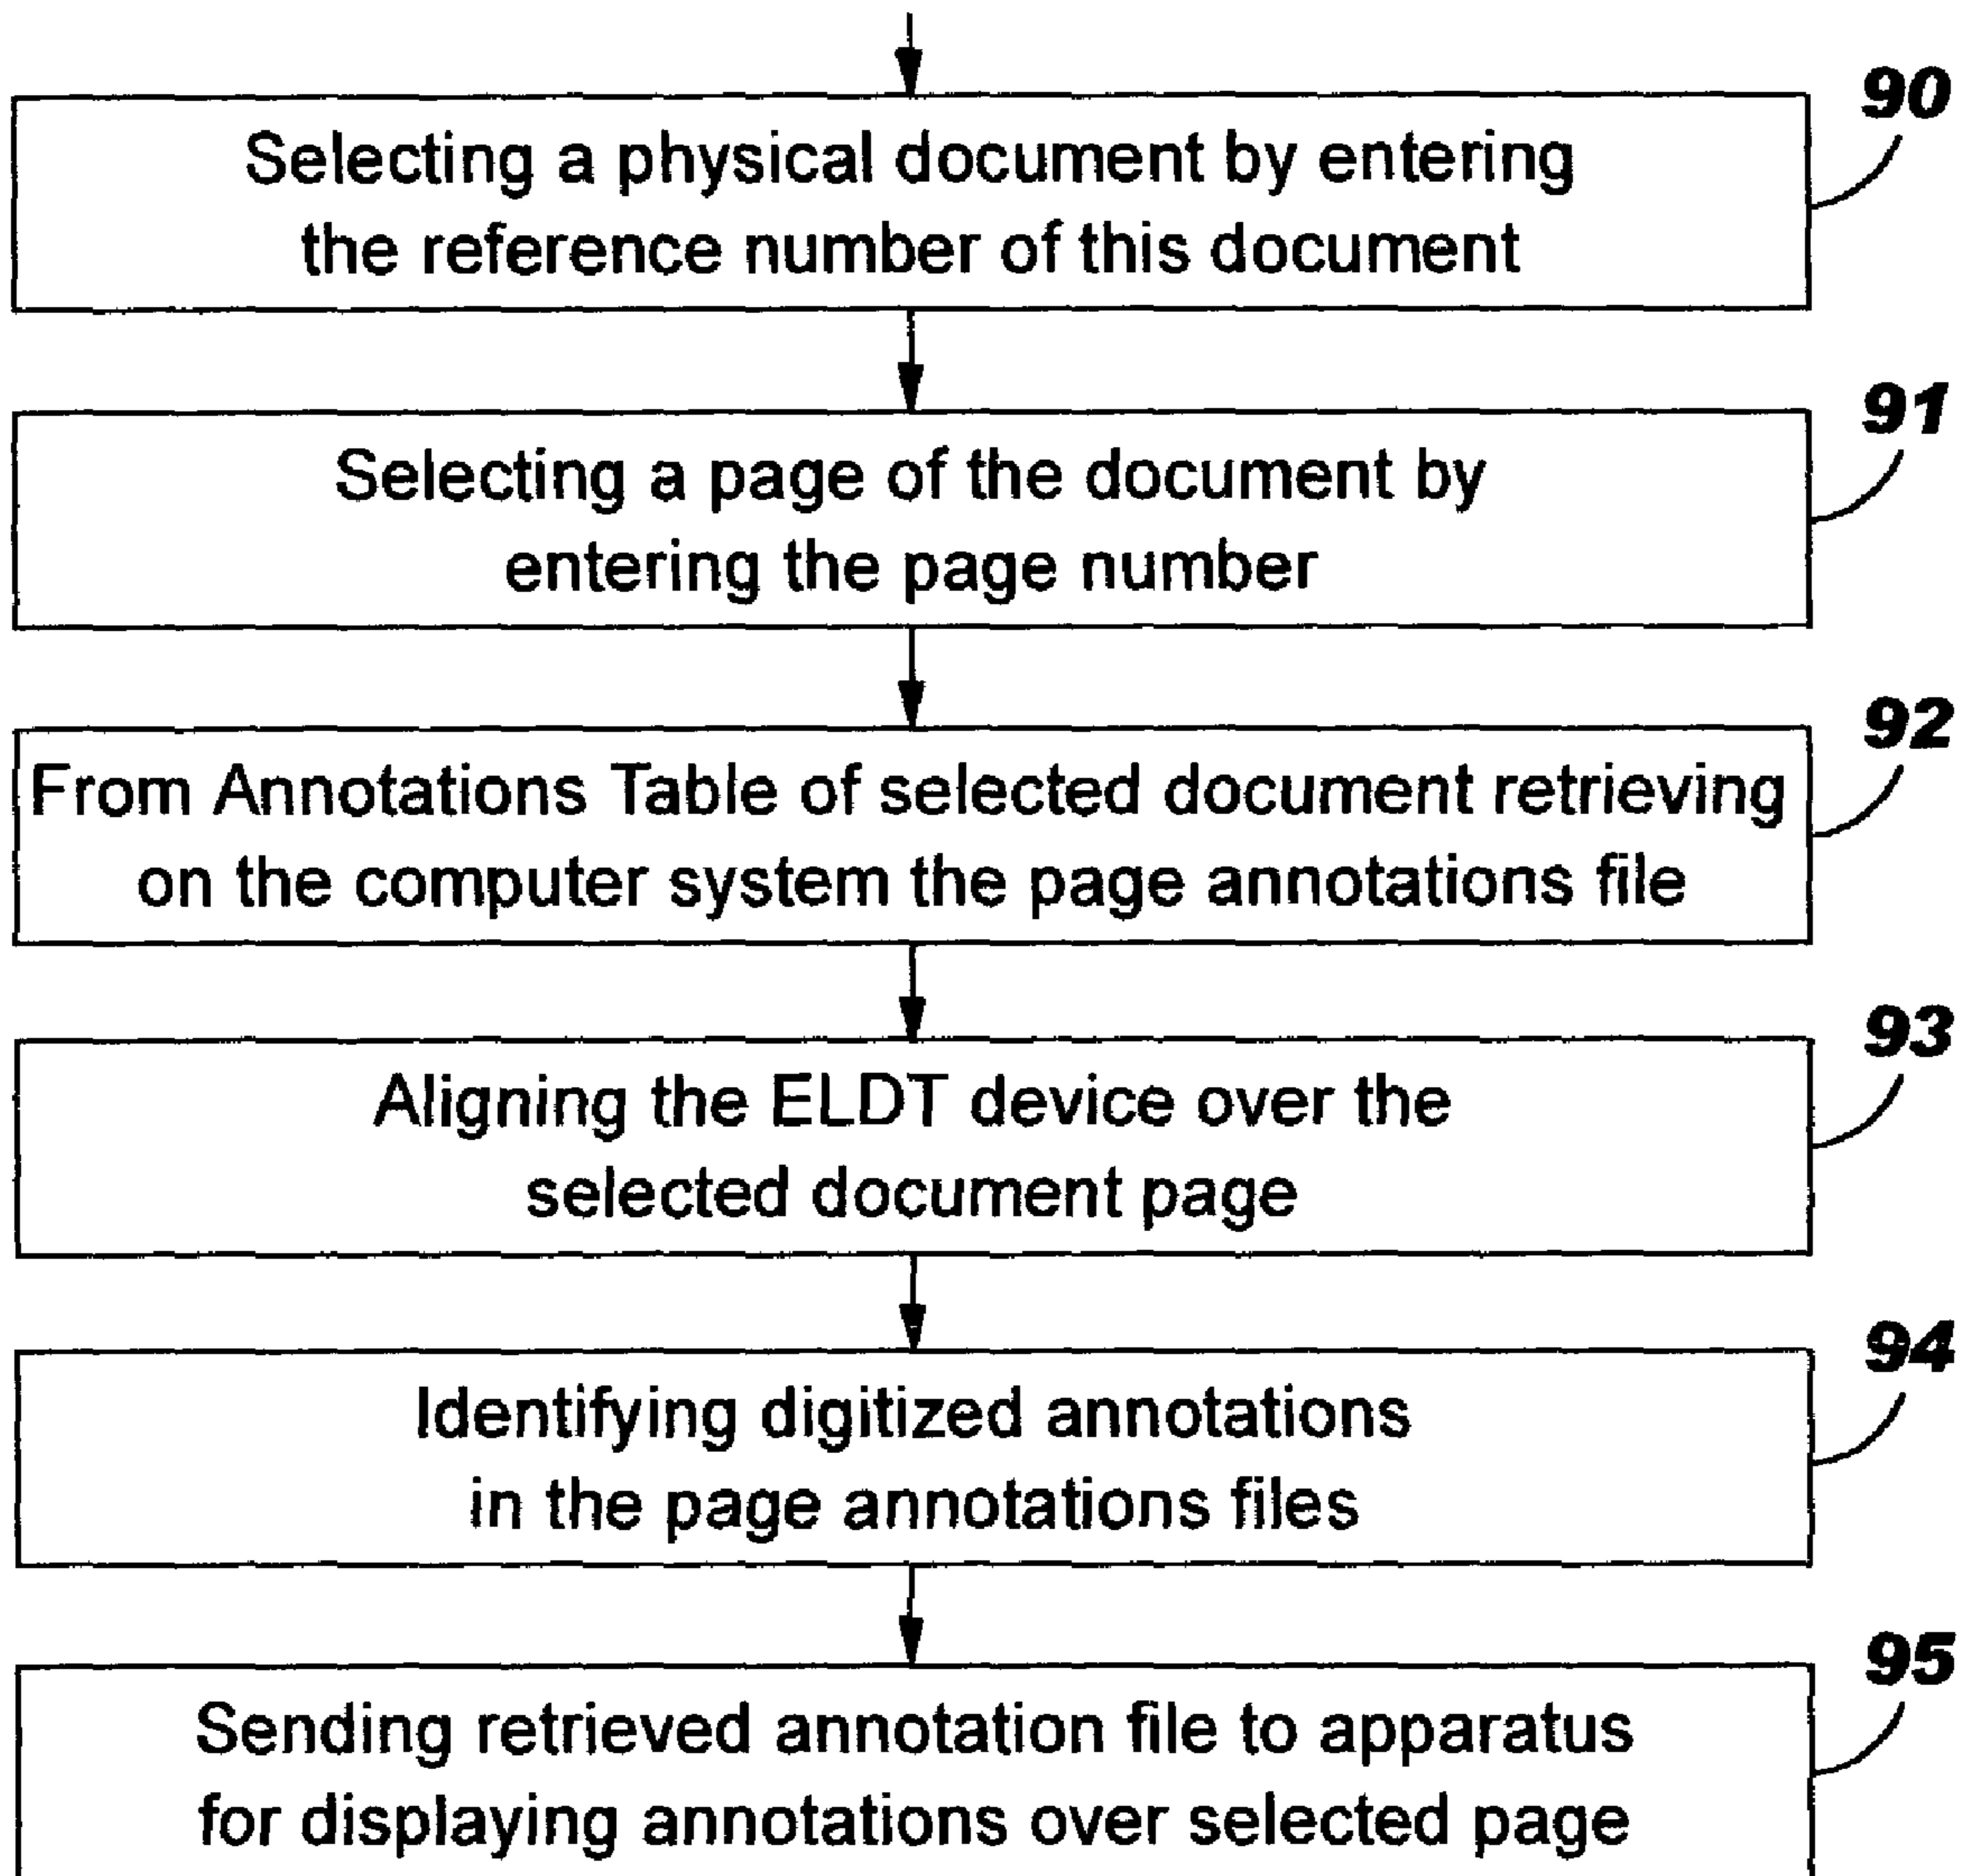 90
Selecting a physical document by entering
the reference number of this document
91
Selecting a page of the document by
entering the page number
92
From Annotations Table of selected document retrieving
on the computer system the page annotations file
93
Aligning the ELDT device over the
selected document page
94
Identifying digitized annotations
in the page annotations files
95
Sending retrieved annotation file to apparatus
for displaying annotations over selected page